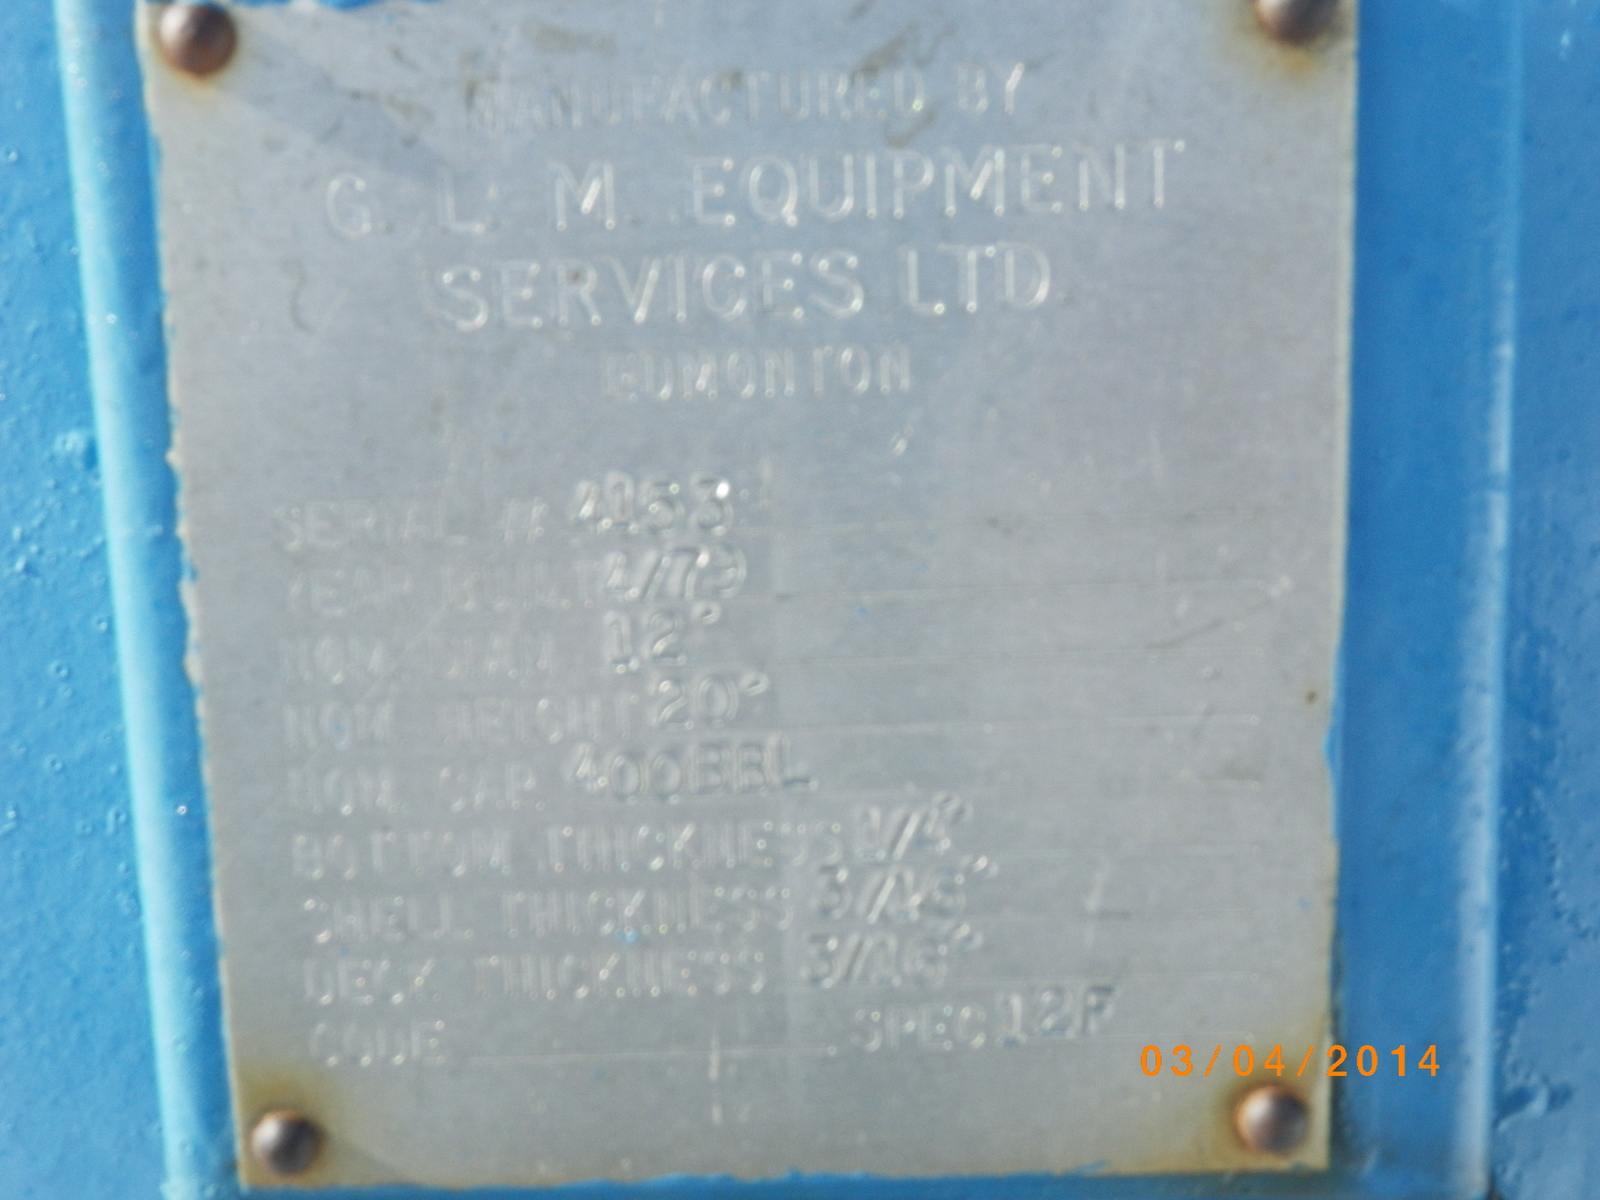 MANUFACTURED BY
G. L. M. EQUIPMENT
SERVICES LTD.
EDMONTON
SERIAL # 4153
YEAR BUILT 4/79
NOM. DIAM. 12'
NOM. HEIGHT 20'
NOM. CAP. 400BBL
BOTTOM THICKNESS 1/4"
SHELL THICKNESS 3/16"
DECK THICKNESS 3/16"
CODE SPEC 12F
03/04/2014